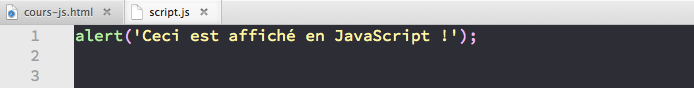 cours-js.html × script.js ×
1 alert('Ceci est affiché en JavaScript !');
2
3